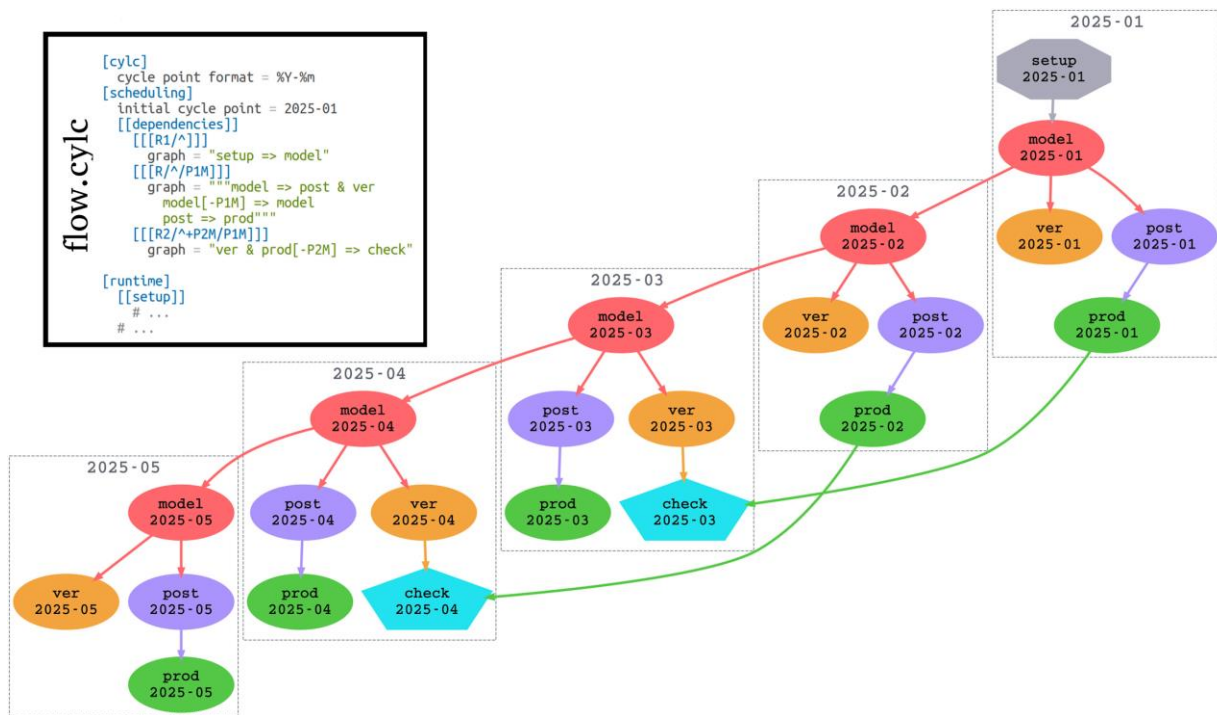 flow.cylc
[cylc]
cycle point format = %Y-%m
[scheduling]
initial cycle point = 2025-01
[[dependencies]]
[[[R1/^]]]
graph = "setup => model"
[[[R/^/P1M]]]
graph = """model => post & ver
model[-P1M] => model
post => prod"""
[[[R2/^+P2M/P1M]]]
graph = "ver & prod[-P2M] => check"
[runtime]
[[setup]]
# ...
# ...
2025-01
setup
2025-01
model
2025-01
ver
2025-01
post
2025-01
prod
2025-01
2025-02
model
2025-02
ver
2025-02
post
2025-02
prod
2025-02
2025-03
model
2025-03
post
2025-03
ver
2025-03
prod
2025-03
check
2025-03
2025-04
model
2025-04
post
2025-04
ver
2025-04
prod
2025-04
check
2025-04
2025-05
model
2025-05
ver
2025-05
post
2025-05
prod
2025-05